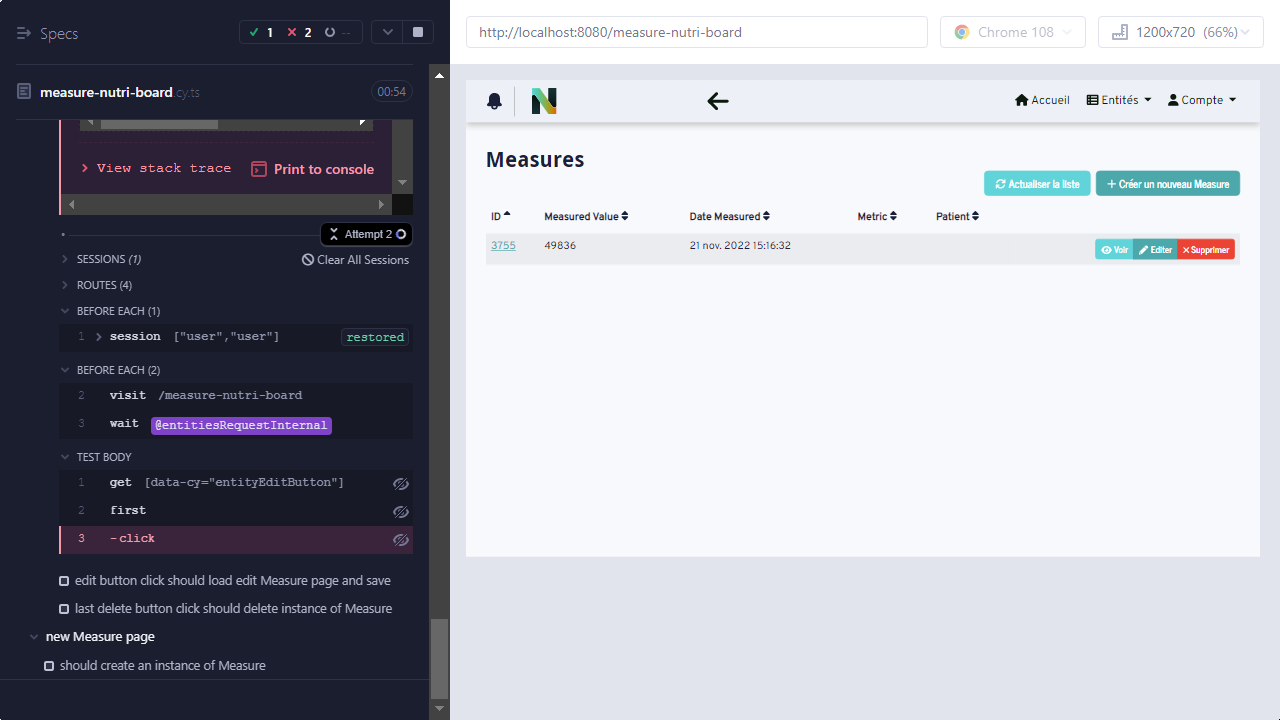 Specs
1
2
--
measure-nutri-board.cy.ts
00:54
View stack trace
Print to console
Attempt 2
SESSIONS (1)
Clear All Sessions
ROUTES (4)
BEFORE EACH (1)
1 session ["user","user"] restored
BEFORE EACH (2)
2 visit /measure-nutri-board
3 wait @entitiesRequestInternal
TEST BODY
1 get [data-cy="entityEditButton"]
2 first
3 -click
edit button click should load edit Measure page and save
last delete button click should delete instance of Measure
new Measure page
should create an instance of Measure
http://localhost:8080/measure-nutri-board
Chrome 108
1200x720 (66%)
N
Accueil
Entités
Compte
Measures
Actualiser la liste
+ Créer un nouveau Measure
ID Measured Value Date Measured Metric Patient
3755 49836 21 nov. 2022 15:16:32 Voir Editer Supprimer